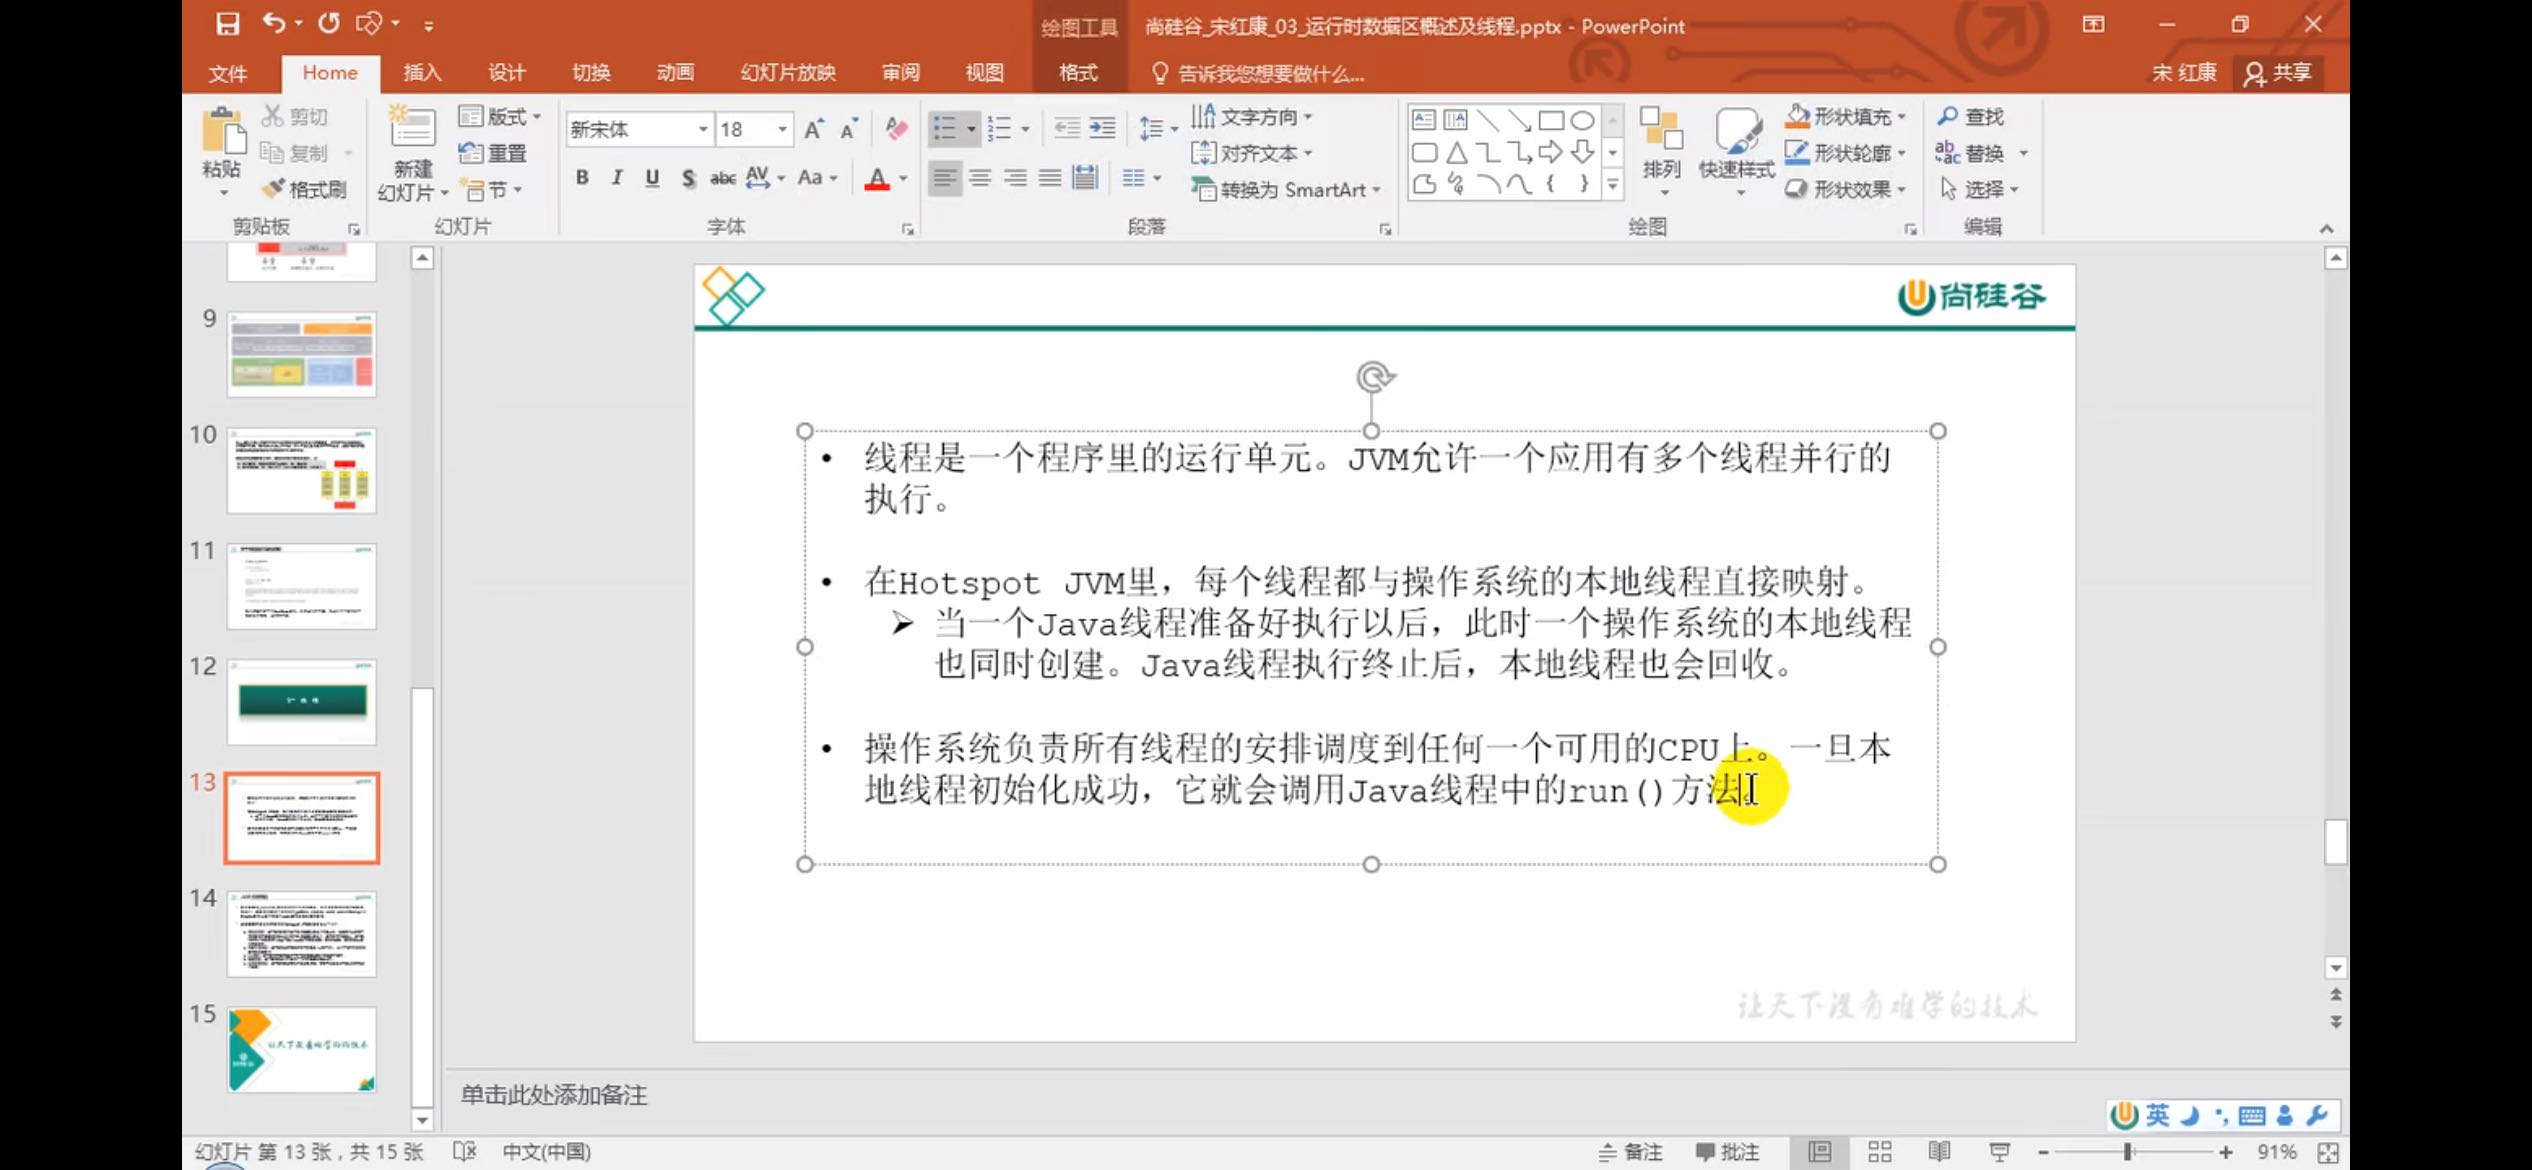 绘图工具
尚硅谷_宋红康_03_运行时数据区概述及线程.pptx - PowerPoint
文件 Home 插入 设计 切换 动画 幻灯片放映 审阅 视图 格式 告诉我您想要做什么... 宋 红康 共享
粘贴
剪切
复制
格式刷
剪贴板
新建
幻灯片
版式
重置
节
幻灯片
新宋体 18
B I U S abc AV Aa A
字体
文字方向
对齐文本
转换为 SmartArt
段落
排列
快速样式
形状填充
形状轮廓
形状效果
绘图
查找
替换
选择
编辑
9
10
11
12
13
14
15
让天下没有难学的技术
尚硅谷
• 线程是一个程序里的运行单元。JVM允许一个应用有多个线程并行的
执行。
• 在Hotspot JVM里，每个线程都与操作系统的本地线程直接映射。
➢ 当一个Java线程准备好执行以后，此时一个操作系统的本地线程
也同时创建。Java线程执行终止后，本地线程也会回收。
• 操作系统负责所有线程的安排调度到任何一个可用的CPU上。一旦本
地线程初始化成功，它就会调用Java线程中的run()方法。
让天下没有难学的技术
单击此处添加备注
英
幻灯片 第 13 张，共 15 张 中文(中国) 备注 批注 91%